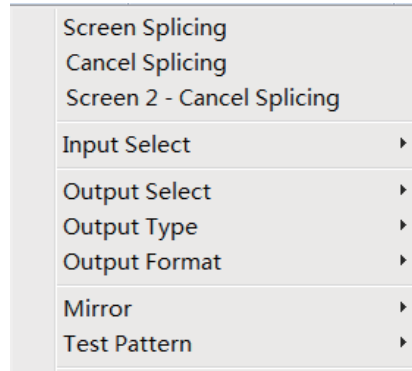 Screen Splicing
Cancel Splicing
Screen 2 - Cancel Splicing
Input Select
Output Select
Output Type
Output Format
Mirror
Test Pattern